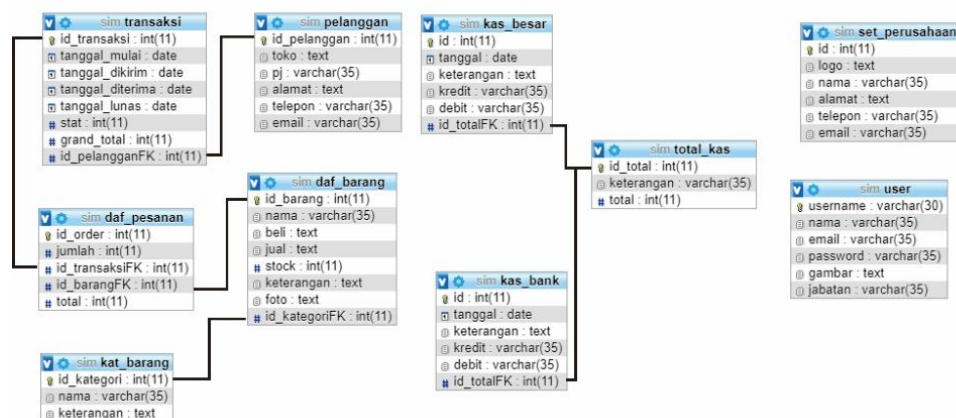 sim transaksi
id_transaksi : int(11)
tanggal_mulai : date
tanggal_dikirim : date
tanggal_diterima : date
tanggal_lunas : date
stat : int(11)
grand_total : int(11)
id_pelangganFK : int(11)
sim pelanggan
id_pelanggan : int(11)
toko : text
pj : varchar(35)
alamat : text
telepon : varchar(35)
email : varchar(35)
sim kas_besar
id : int(11)
tanggal : date
keterangan : text
kredit : varchar(35)
debit : varchar(35)
id_totalFK : int(11)
sim set_perusahaan
id : int(11)
logo : text
nama : varchar(35)
alamat : text
telepon : varchar(35)
email : varchar(35)
sim total_kas
id_total : int(11)
keterangan : varchar(35)
total : int(11)
sim daf_barang
id_barang : int(11)
nama : varchar(35)
beli : text
jual : text
stock : int(11)
keterangan : text
foto : text
id_kategoriFK : int(11)
sim daf_pesanan
id_order : int(11)
jumlah : int(11)
id_transaksiFK : int(11)
id_barangFK : int(11)
total : int(11)
sim user
username : varchar(30)
nama : varchar(35)
email : varchar(35)
password : varchar(35)
gambar : text
jabatan : varchar(35)
sim kas_bank
id : int(11)
tanggal : date
keterangan : text
kredit : varchar(35)
debit : varchar(35)
id_totalFK : int(11)
sim kat_barang
id_kategori : int(11)
nama : varchar(35)
keterangan : text